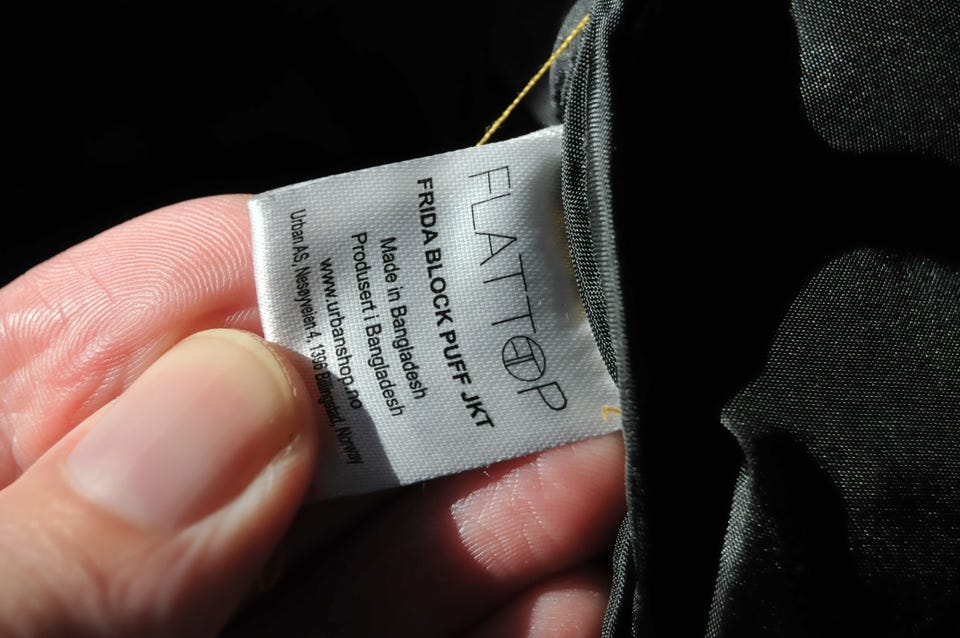 FLATTOP
FRIDA BLOCK PUFF JKT
Made in Bangladesh
Produsert i Bangladesh
www.urbanshop.no
Urban AS, Nesøyveien 4, 1396 Billingstad, Norway